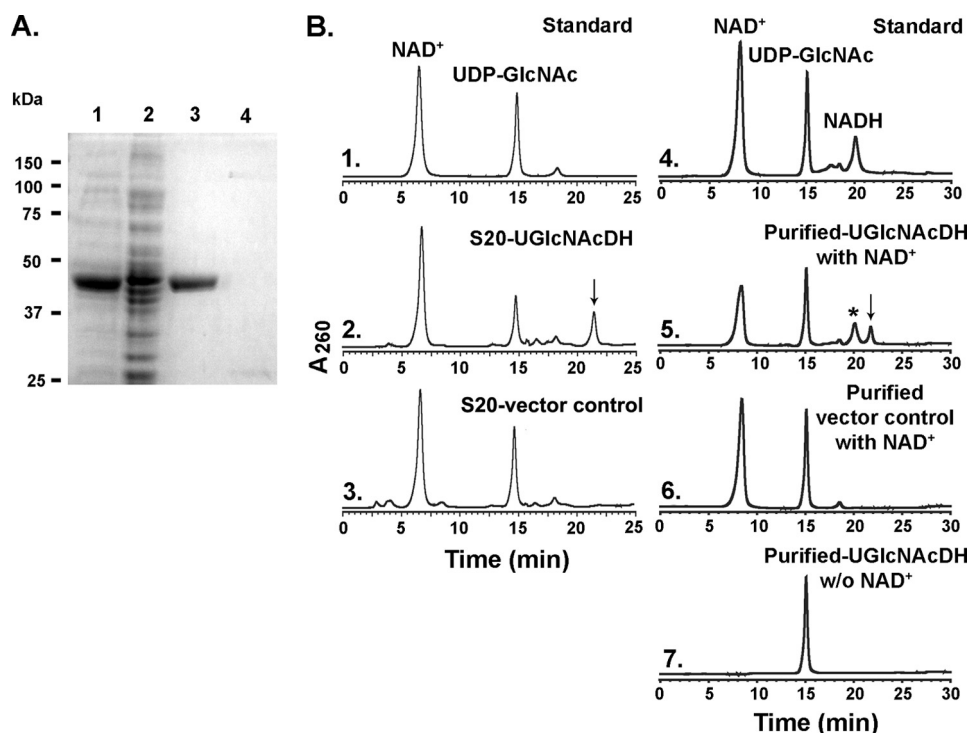 A.
kDa
1 2 3 4
150
100
75
50
37
25
B.
A260
Standard
NAD+
UDP-GlcNAc
1.
0 5 10 15 20 25
S20-UGlcNAcDH
2.
0 5 10 15 20 25
S20-vector control
3.
0 5 10 15 20 25
Time (min)
Standard
NAD+
UDP-GlcNAc
NADH
4.
0 5 10 15 20 25 30
Purified-UGlcNAcDH
with NAD+
*
5.
0 5 10 15 20 25 30
Purified
vector control
with NAD+
6.
0 5 10 15 20 25 30
Purified-UGlcNAcDH
w/o NAD+
7.
0 5 10 15 20 25 30
Time (min)